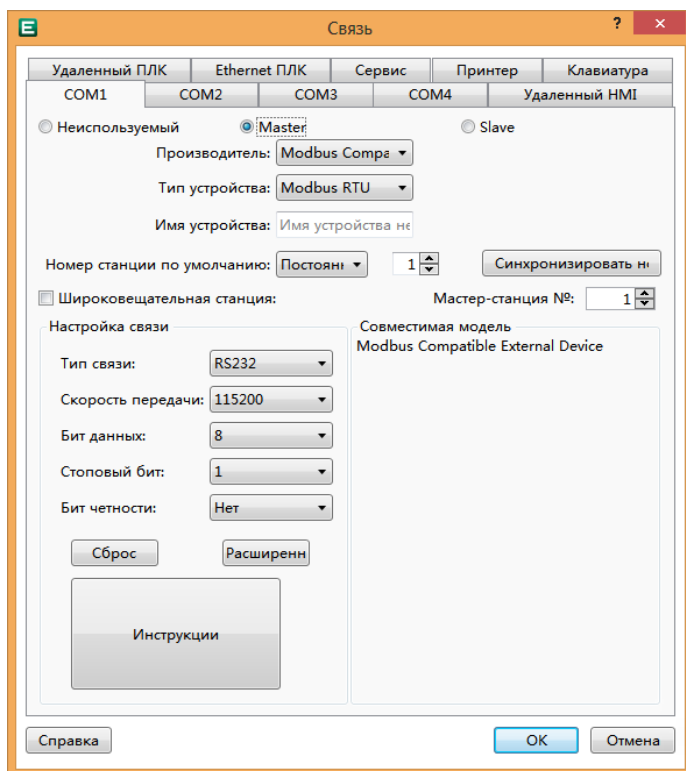 E
Связь
? ×
Удаленный ПЛК Ethernet ПЛК Сервис Принтер Клавиатура
COM1 COM2 COM3 COM4 Удаленный HMI
Неиспользуемый Master Slave
Производитель: Modbus Compa
Тип устройства: Modbus RTU
Имя устройства: Имя устройства не
Номер станции по умолчанию: Постоянн 1 Синхронизировать н
Широковещательная станция: Мастер-станция №: 1
Настройка связи
Тип связи: RS232
Скорость передачи: 115200
Бит данных: 8
Стоповый бит: 1
Бит четности: Нет
Сброс Расширенн
Инструкции
Совместимая модель
Modbus Compatible External Device
Справка OK Отмена